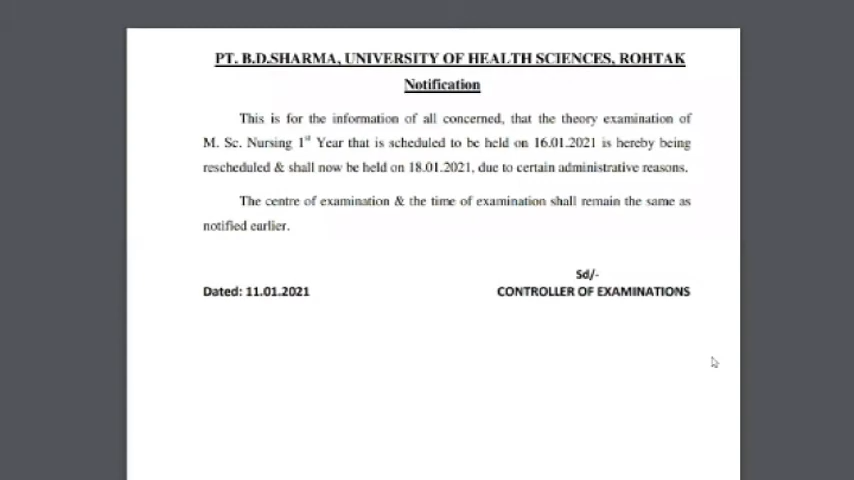 PT. B.D.SHARMA, UNIVERSITY OF HEALTH SCIENCES, ROHTAK
Notification
This is for the information of all concerned, that the theory examination of
M. Sc. Nursing 1st Year that is scheduled to be held on 16.01.2021 is hereby being
rescheduled & shall now be held on 18.01.2021, due to certain administrative reasons.
The centre of examination & the time of examination shall remain the same as
notified earlier.
Sd/-
Dated: 11.01.2021 CONTROLLER OF EXAMINATIONS